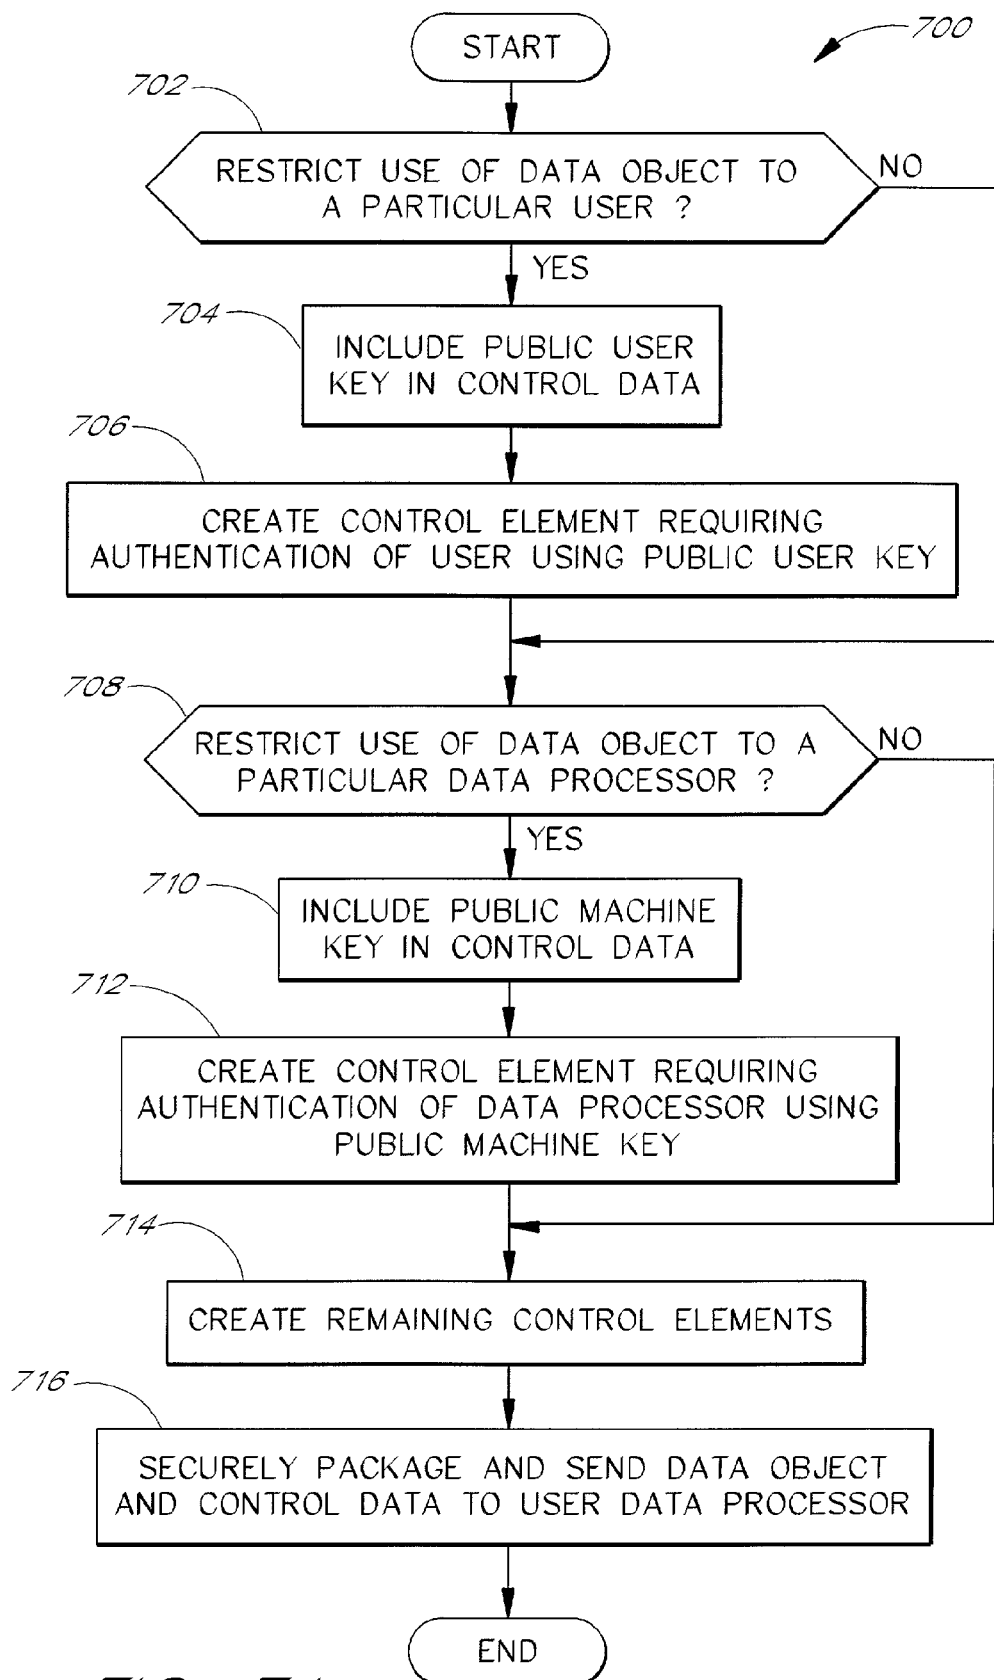 START
700
702
RESTRICT USE OF DATA OBJECT TO
A PARTICULAR USER ?
NO
YES
704
INCLUDE PUBLIC USER
KEY IN CONTROL DATA
706
CREATE CONTROL ELEMENT REQUIRING
AUTHENTICATION OF USER USING PUBLIC USER KEY
708
RESTRICT USE OF DATA OBJECT TO A
PARTICULAR DATA PROCESSOR ?
NO
YES
710
INCLUDE PUBLIC MACHINE
KEY IN CONTROL DATA
712
CREATE CONTROL ELEMENT REQUIRING
AUTHENTICATION OF DATA PROCESSOR USING
PUBLIC MACHINE KEY
714
CREATE REMAINING CONTROL ELEMENTS
716
SECURELY PACKAGE AND SEND DATA OBJECT
AND CONTROL DATA TO USER DATA PROCESSOR
END